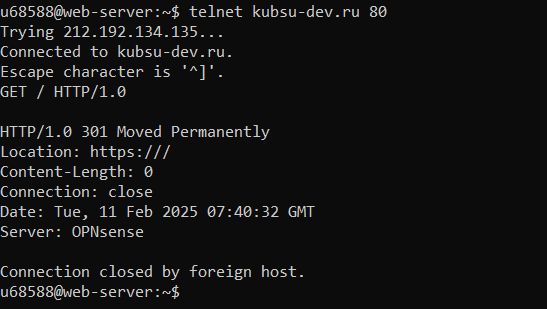 u68588@web-server:~$ telnet kubsu-dev.ru 80
Trying 212.192.134.135...
Connected to kubsu-dev.ru.
Escape character is '^]'.
GET / HTTP/1.0

HTTP/1.0 301 Moved Permanently
Location: https:///
Content-Length: 0
Connection: close
Date: Tue, 11 Feb 2025 07:40:32 GMT
Server: OPNsense

Connection closed by foreign host.
u68588@web-server:~$